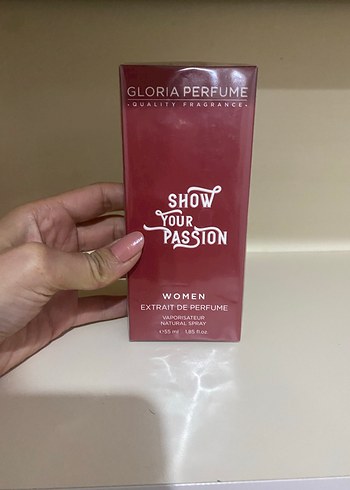 GLORIA PERFUME
•QUALITY FRAGRANCE•
SHOW
YOUR
PASSION
WOMEN
EXTRAIT DE PERFUME
VAPORISATEUR
NATURAL SPRAY
℮55 ml 1,85 fl.oz.